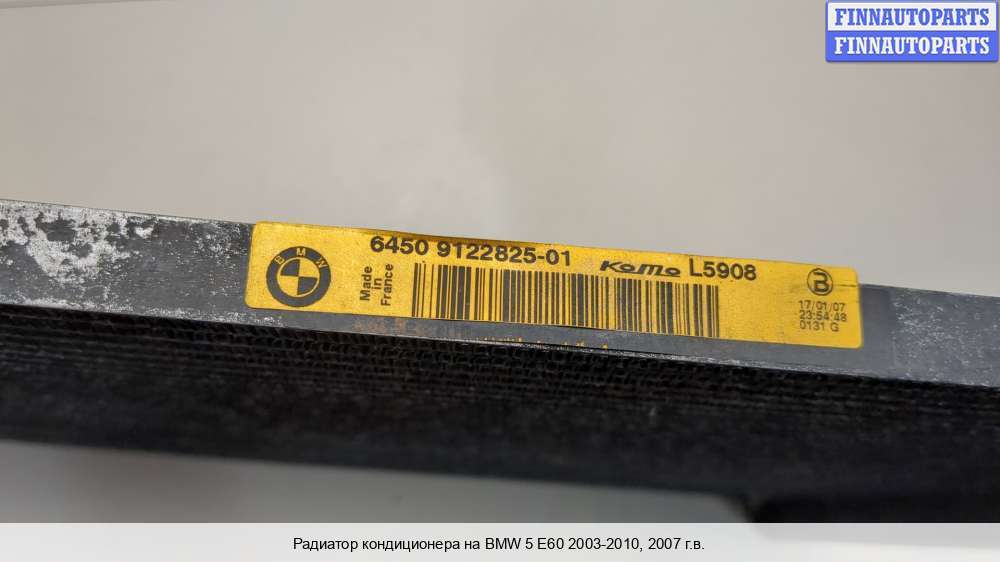 FINNAUTOPARTS
FINNAUTOPARTS
BMW
Made in France
6450 9122825-01 KoMo L5908
B
17/01/07
23:54:48
0131 G
Радиатор кондиционера на BMW 5 E60 2003-2010, 2007 г.в.